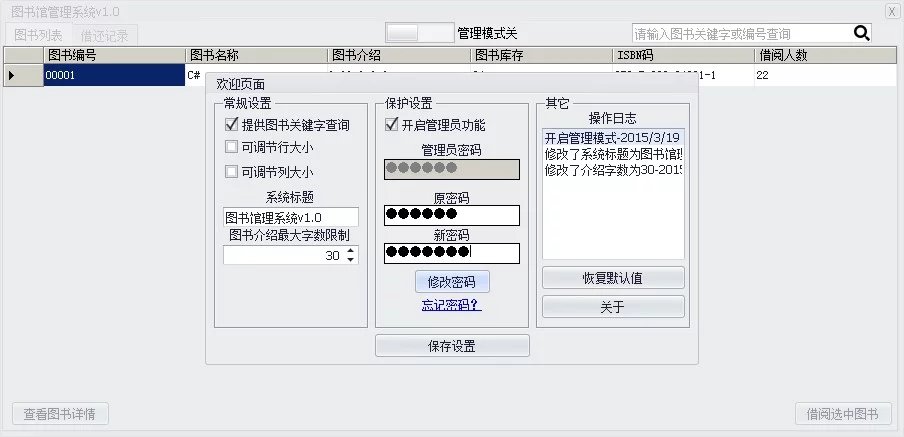 图书馆管理系统v1.0
X
图书列表 借还记录
管理模式关
请输入图书关键字或编号查询
图书编号 图书名称 图书介绍 图书库存 ISBN码 借阅人数
00001 C# 22
欢迎页面
常规设置
提供图书关键字查询
可调节行大小
可调节列大小
系统标题
图书馆理系统v1.0
图书介绍最大字数限制
30
保护设置
开启管理员功能
管理员密码
●●●●●●
原密码
●●●●●●
新密码
●●●●●●●
修改密码
忘记密码?
其它
操作日志
开启管理模式-2015/3/19
修改了系统标题为图书馆理
修改了介绍字数为30-2015
恢复默认值
关于
保存设置
查看图书详情
借阅选中图书